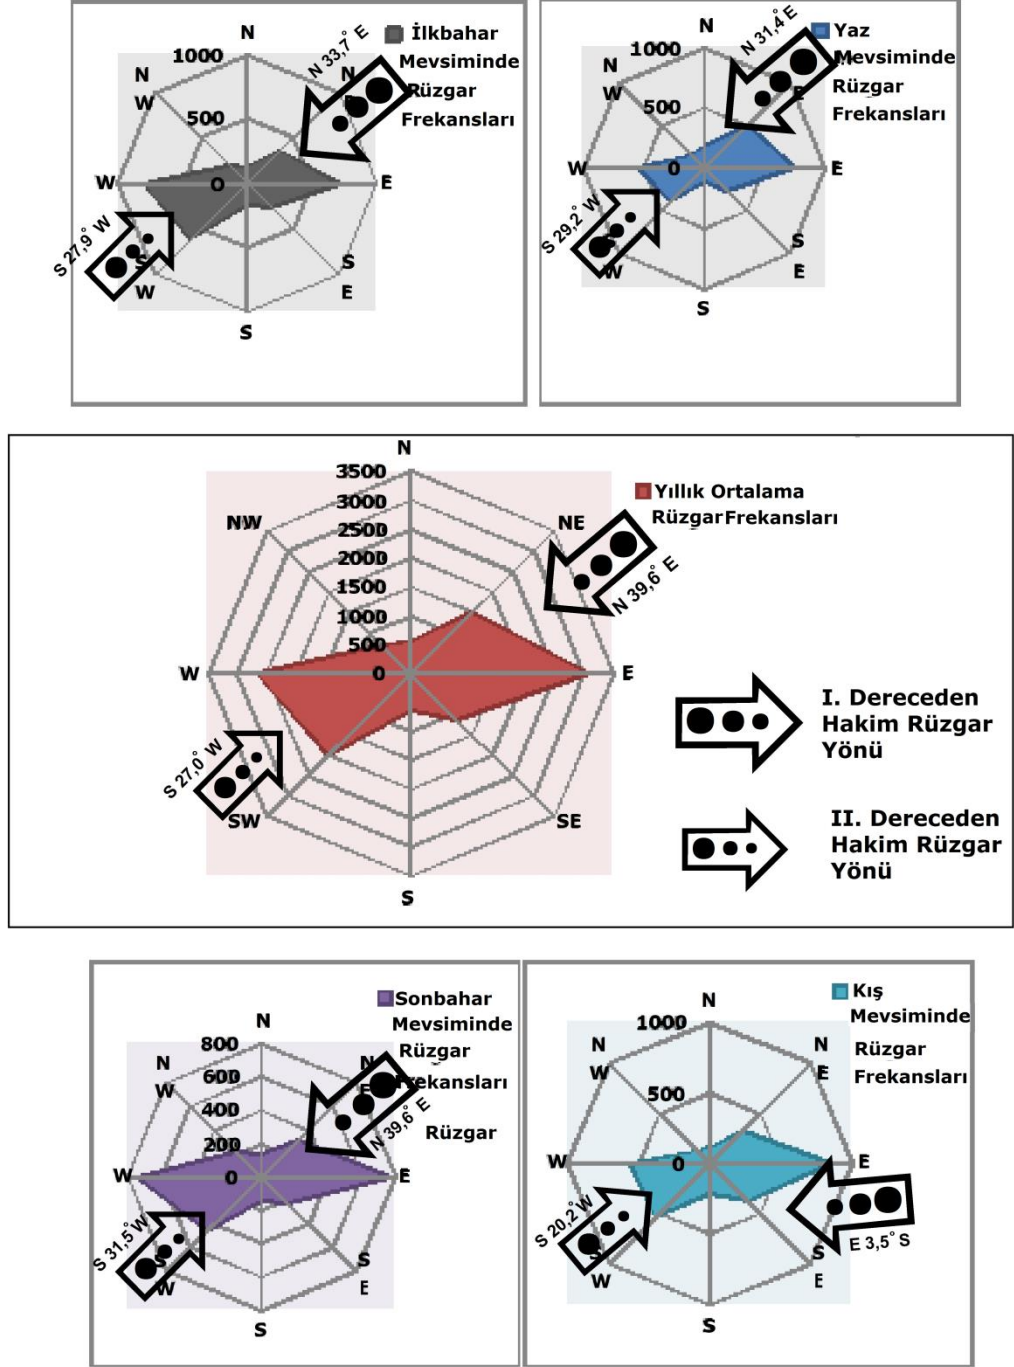 N
1000
500
0
N
W
W
S
W
S
S
E
E
N
N 33,7° E
S 27,9° W
İlkbahar
Mevsiminde
Rüzgar
Frekansları
N
1000
500
0
N
W
W
W
S
S
E
E
E
N 31,4° E
S 29,2° W
Yaz
Mevsiminde
Rüzgar
Frekansları
N
3500
3000
2500
2000
1500
1000
500
0
NW
NE
W
E
SW
SE
S
N 39,6° E
S 27,0° W
Yıllık Ortalama
Rüzgar Frekansları
I. Dereceden
Hakim Rüzgar
Yönü
II. Dereceden
Hakim Rüzgar
Yönü
N
800
600
400
200
0
N
W
N
E
W
E
S
W
S
E
S
N 39,6° E
S 31,5° W
Sonbahar
Mevsiminde
Rüzgar
Frekansları
Rüzgar
N
1000
500
0
N
W
N
E
W
E
S
W
S
E
S
S 20,2° W
E 3,5° S
Kış
Mevsiminde
Rüzgar
Frekansları